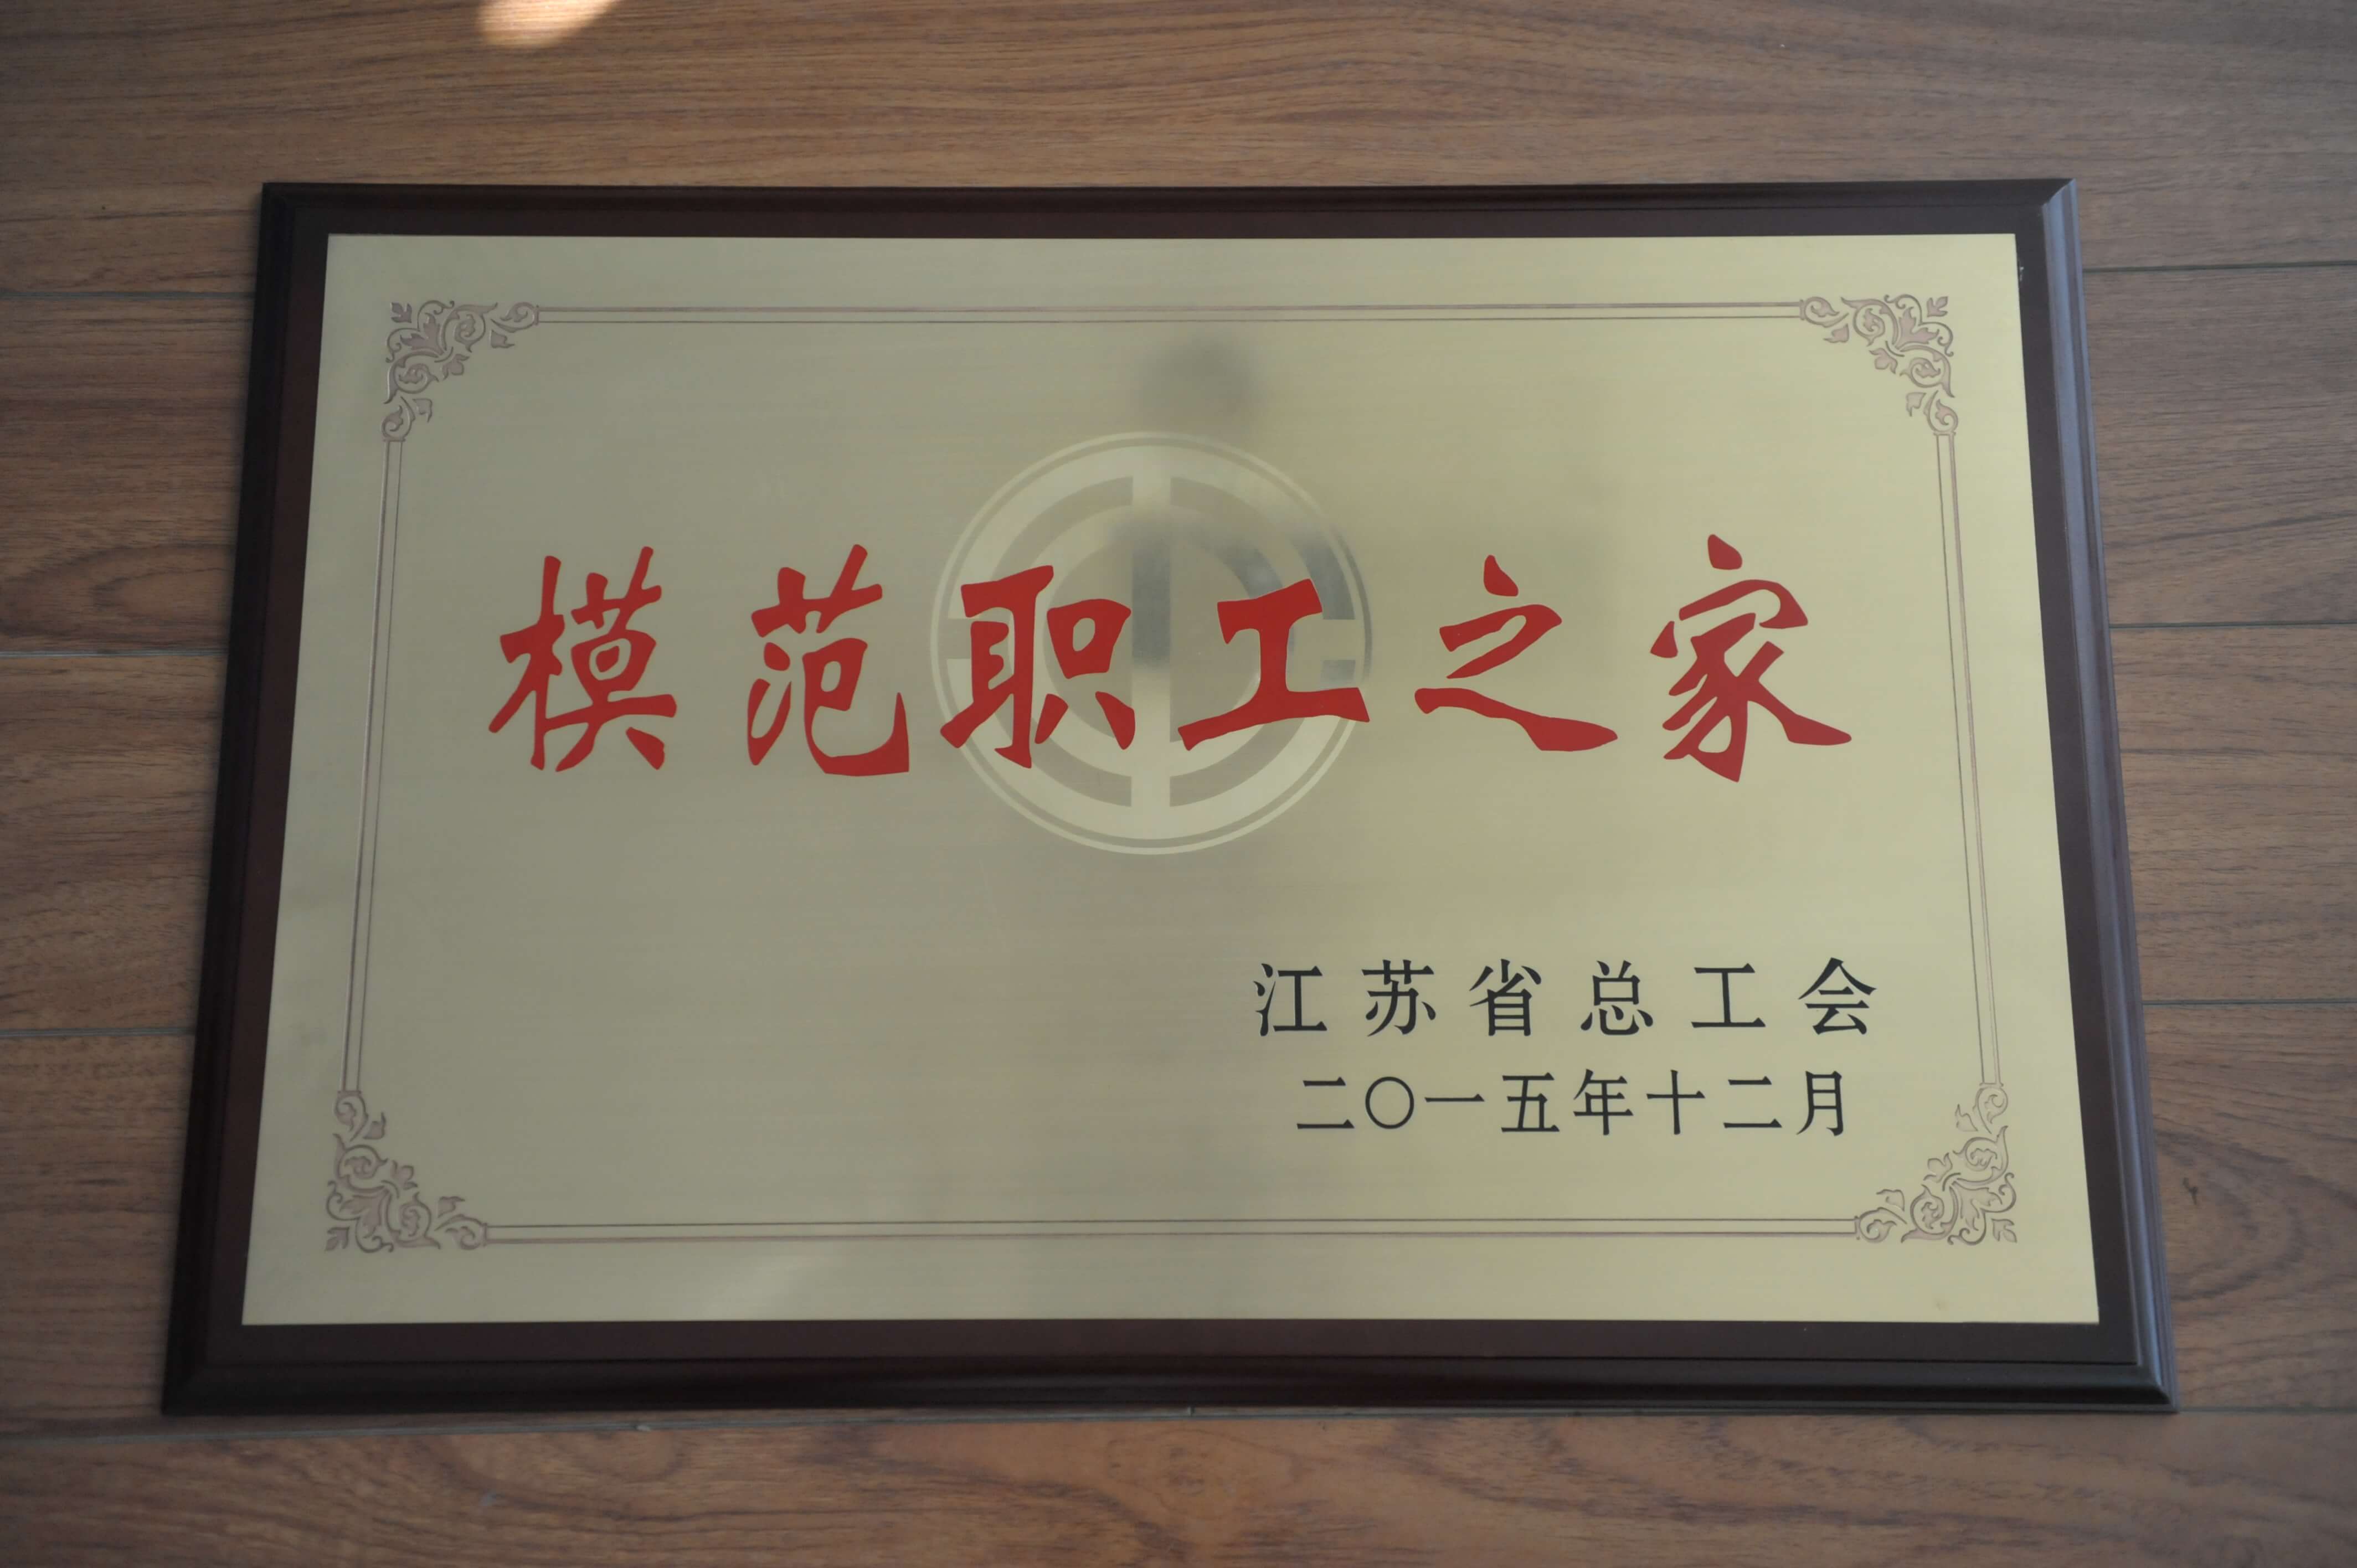 模范职工之家
江苏省总工会
二〇一五年十二月